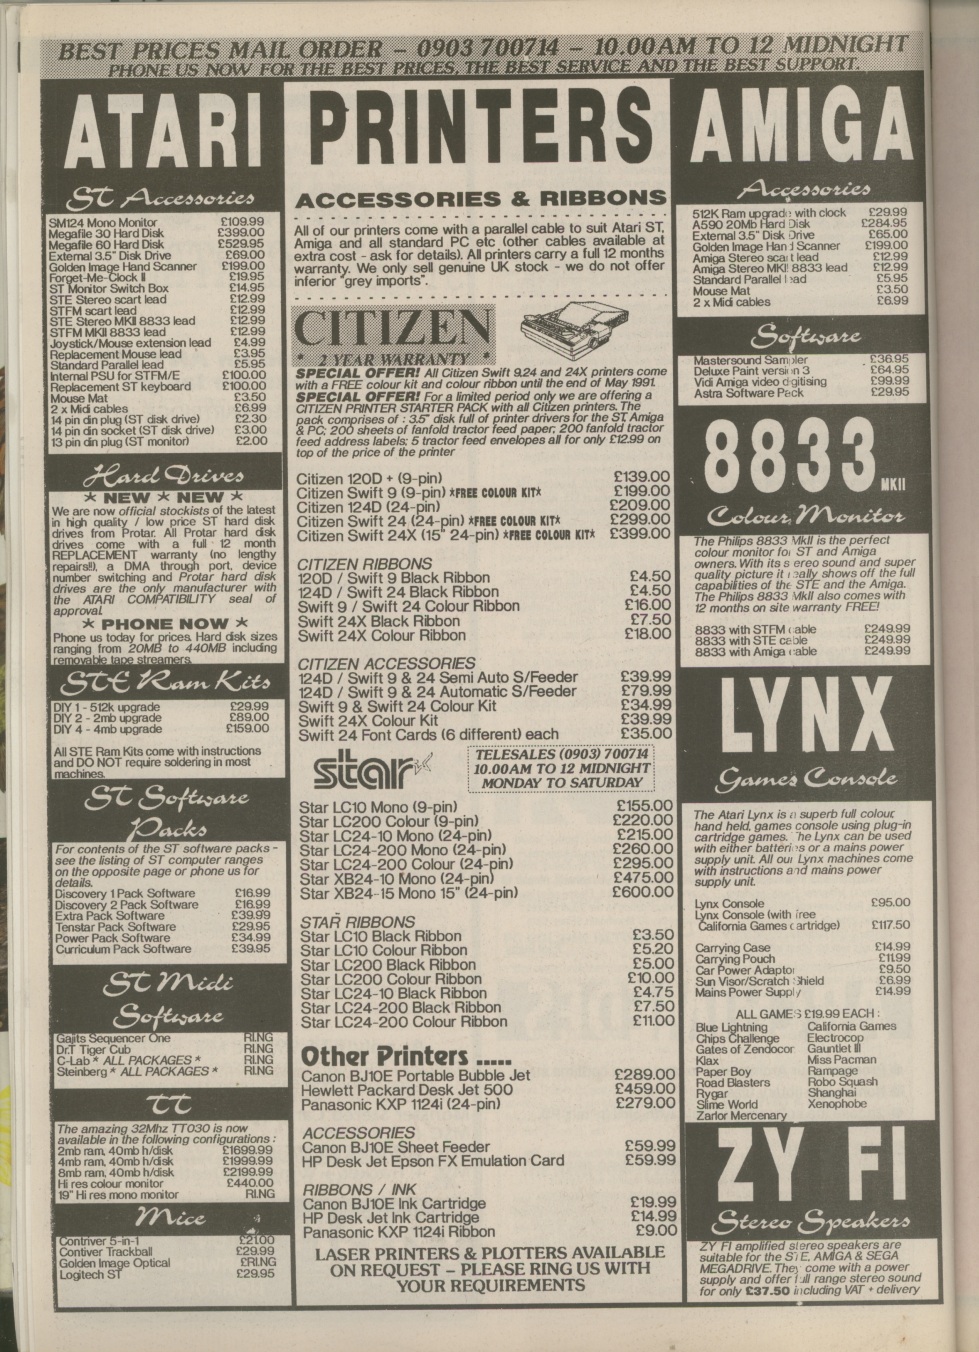 BEST PRICES MAIL ORDER – 0903 700714 – 10.00AM TO 12 MIDNIGHT
PHONE US NOW FOR THE BEST PRICES, THE BEST SERVICE AND THE BEST SUPPORT.
ATARI
ST Accessories
SM124 Mono Monitor £109.99
Megafile 30 Hard Disk £399.00
Megafile 60 Hard Disk £529.95
External 3.5" Disk Drive £69.00
Golden Image Hand Scanner £199.00
Forget-Me-Clock II £19.95
ST Monitor Switch Box £14.95
STE Stereo scart lead £12.99
STFM scart lead £12.99
STE Stereo MKII 8833 lead £12.99
STFM MKII 8833 lead £12.99
Joystick/Mouse extension lead £4.99
Replacement Mouse lead £3.95
Standard Parallel lead £5.95
Internal PSU for STFM/E £100.00
Replacement ST keyboard £100.00
Mouse Mat £3.50
2 x Midi cables £6.99
14 pin din plug (ST disk drive) £2.30
14 pin din socket (ST disk drive) £3.00
13 pin din plug (ST monitor) £2.00
Hard Drives
★ NEW ★ NEW ★
We are now official stockists of the latest
in high quality / low price ST hard disk
drives from Protar. All Protar hard disk
drives come with a full 12 month
REPLACEMENT warranty (no lengthy
repairs!!), a DMA through port, device
number switching and Protar hard disk
drives are the only manufacturer with
the ATARI COMPATIBILITY seal of
approval.
★ PHONE NOW ★
Phone us today for prices. Hard disk sizes
ranging from 20MB to 440MB including
removable tape streamers.
STE Ram Kits
DIY 1 - 512k upgrade £29.99
DIY 2 - 2mb upgrade £89.00
DIY 4 - 4mb upgrade £159.00
All STE Ram Kits come with instructions
and DO NOT require soldering in most
machines.
ST Software
Packs
For contents of the ST software packs -
see the listing of ST computer ranges
on the opposite page or phone us for
details.
Discovery 1 Pack Software £16.99
Discovery 2 Pack Software £16.99
Extra Pack Software £39.99
Tenstar Pack Software £29.95
Power Pack Software £34.99
Curriculum Pack Software £39.95
ST Midi
Software
Gajits Sequencer One RI.NG
Dr.T Tiger Cub RI.NG
C-Lab * ALL PACKAGES * RI.NG
Steinberg * ALL PACKAGES * RI.NG
TT
The amazing 32Mhz TT030 is now
available in the following configurations :
2mb ram, 40mb h/disk £1699.99
4mb ram, 40mb h/disk £1999.99
8mb ram, 40mb h/disk £2199.99
Hi res colour monitor £440.00
19" Hi res mono monitor RI.NG
Mice
Contriver 5-in-1 £21.00
Contiver Trackball £29.99
Golden Image Optical £RI.NG
Logitech ST £29.95
PRINTERS
ACCESSORIES & RIBBONS
All of our printers come with a parallel cable to suit Atari ST,
Amiga and all standard PC etc (other cables available at
extra cost - ask for details). All printers carry a full 12 months
warranty. We only sell genuine UK stock - we do not offer
inferior "grey imports".
CITIZEN
* 2 YEAR WARRANTY *
SPECIAL OFFER! All Citizen Swift 9.24 and 24X printers come
with a FREE colour kit and colour ribbon until the end of May 1991.
SPECIAL OFFER! For a limited period only we are offering a
CITIZEN PRINTER STARTER PACK with all Citizen printers. The
pack comprises of : 3.5" disk full of printer drivers for the ST, Amiga
& PC; 200 sheets of fanfold tractor feed paper; 200 fanfold tractor
feed address labels; 5 tractor feed envelopes all for only £12.99 on
top of the price of the printer
Citizen 120D + (9-pin) £139.00
Citizen Swift 9 (9-pin) *FREE COLOUR KIT* £199.00
Citizen 124D (24-pin) £209.00
Citizen Swift 24 (24-pin) *FREE COLOUR KIT* £299.00
Citizen Swift 24X (15" 24-pin) *FREE COLOUR KIT* £399.00
CITIZEN RIBBONS
120D / Swift 9 Black Ribbon £4.50
124D / Swift 24 Black Ribbon £4.50
Swift 9 / Swift 24 Colour Ribbon £16.00
Swift 24X Black Ribbon £7.50
Swift 24X Colour Ribbon £18.00
CITIZEN ACCESSORIES
124D / Swift 9 & 24 Semi Auto S/Feeder £39.99
124D / Swift 9 & 24 Automatic S/Feeder £79.99
Swift 9 & Swift 24 Colour Kit £34.99
Swift 24X Colour Kit £39.99
Swift 24 Font Cards (6 different) each £35.00
star
TELESALES (0903) 700714
10.00AM TO 12 MIDNIGHT
MONDAY TO SATURDAY
Star LC10 Mono (9-pin) £155.00
Star LC200 Colour (9-pin) £220.00
Star LC24-10 Mono (24-pin) £215.00
Star LC24-200 Mono (24-pin) £260.00
Star LC24-200 Colour (24-pin) £295.00
Star XB24-10 Mono (24-pin) £475.00
Star XB24-15 Mono 15" (24-pin) £600.00
STAR RIBBONS
Star LC10 Black Ribbon £3.50
Star LC10 Colour Ribbon £5.20
Star LC200 Black Ribbon £5.00
Star LC200 Colour Ribbon £10.00
Star LC24-10 Black Ribbon £4.75
Star LC24-200 Black Ribbon £7.50
Star LC24-200 Colour Ribbon £11.00
Other Printers .....
Canon BJ10E Portable Bubble Jet £289.00
Hewlett Packard Desk Jet 500 £459.00
Panasonic KXP 1124i (24-pin) £279.00
ACCESSORIES
Canon BJ10E Sheet Feeder £59.99
HP Desk Jet Epson FX Emulation Card £59.99
RIBBONS / INK
Canon BJ10E Ink Cartridge £19.99
HP Desk Jet Ink Cartridge £14.99
Panasonic KXP 1124i Ribbon £9.00
LASER PRINTERS & PLOTTERS AVAILABLE
ON REQUEST – PLEASE RING US WITH
YOUR REQUIREMENTS
AMIGA
Accessories
512K Ram upgrade with clock £29.99
A590 20Mb Hard Disk £284.95
External 3.5" Disk Drive £65.00
Golden Image Hand Scanner £199.00
Amiga Stereo scart lead £12.99
Amiga Stereo MKII 8833 lead £12.99
Standard Parallel lead £5.95
Mouse Mat £3.50
2 x Midi cables £6.99
Software
Mastersound Sampler £36.95
Deluxe Paint version 3 £64.95
Vidi Amiga video digitising £99.99
Astra Software Pack £29.95
8833 MKII
Colour Monitor
The Philips 8833 MkII is the perfect
colour monitor for ST and Amiga
owners. With its stereo sound and super
quality picture it really shows off the full
capabilities of the STE and the Amiga.
The Philips 8833 MkII also comes with
12 months on site warranty FREE!
8833 with STFM cable £249.99
8833 with STE cable £249.99
8833 with Amiga cable £249.99
LYNX
Games Console
The Atari Lynx is a superb full colour,
hand held, games console using plug-in
cartridge games. The Lynx can be used
with either batteries or a mains power
supply unit. All our Lynx machines come
with instructions and mains power
supply unit.
Lynx Console £95.00
Lynx Console (with free
California Games cartridge) £117.50
Carrying Case £14.99
Carrying Pouch £11.99
Car Power Adaptor £9.50
Sun Visor/Scratch Shield £6.99
Mains Power Supply £14.99
ALL GAMES £19.99 EACH :
Blue Lightning California Games
Chips Challenge Electrocop
Gates of Zendocor Gauntlet III
Klax Miss Pacman
Paper Boy Rampage
Road Blasters Robo Squash
Rygar Shanghai
Slime World Xenophobe
Zarlor Mercenary
ZY FI
Stereo Speakers
ZY FI amplified stereo speakers are
suitable for the STE, AMIGA & SEGA
MEGADRIVE. They come with a power
supply and offer full range stereo sound
for only £37.50 including VAT + delivery